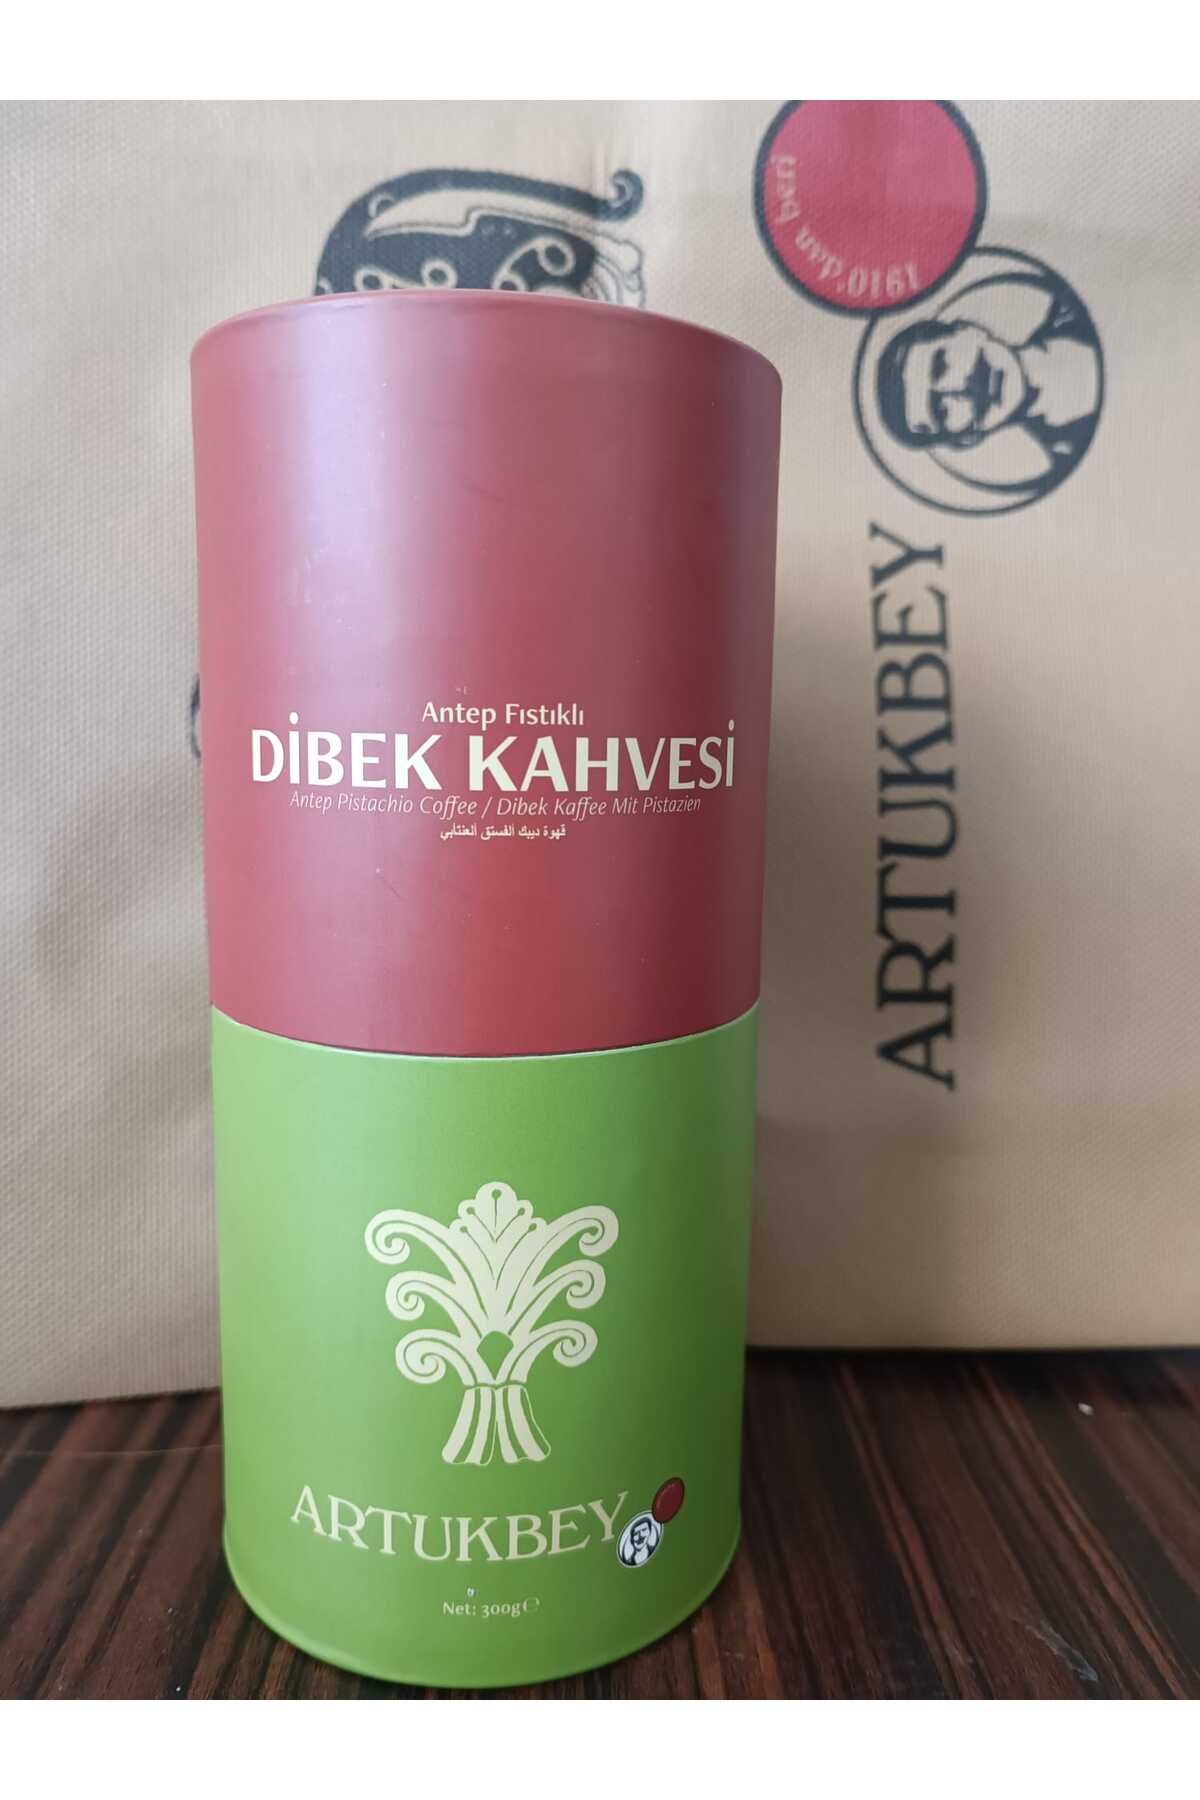 1910'dan beri
ARTUKBEY
Antep Fıstıklı
DİBEK KAHVESİ
Antep Pistachio Coffee / Dibek Kaffee Mit Pistazien
قهوة ديبك الفستق العنتابي
ARTUKBEY
Net: 300g℮